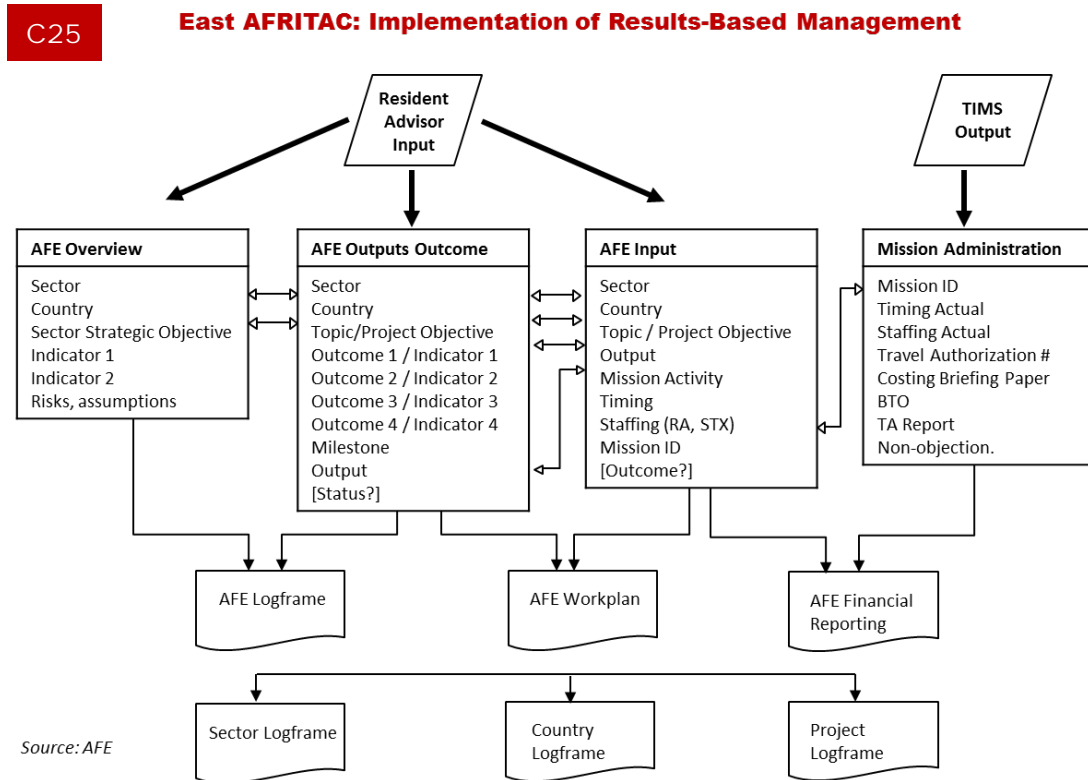 C25
East AFRITAC: Implementation of Results-Based Management
Resident
Advisor
Input
TIMS
Output
AFE Overview
Sector
Country
Sector Strategic Objective
Indicator 1
Indicator 2
Risks, assumptions
AFE Outputs Outcome
Sector
Country
Topic/Project Objective
Outcome 1 / Indicator 1
Outcome 2 / Indicator 2
Outcome 3 / Indicator 3
Outcome 4 / Indicator 4
Milestone
Output
[Status?]
AFE Input
Sector
Country
Topic / Project Objective
Output
Mission Activity
Timing
Staffing (RA, STX)
Mission ID
[Outcome?]
Mission Administration
Mission ID
Timing Actual
Staffing Actual
Travel Authorization #
Costing Briefing Paper
BTO
TA Report
Non-objection.
AFE Logframe
AFE Workplan
AFE Financial
Reporting
Sector Logframe
Country
Logframe
Project
Logframe
Source: AFE